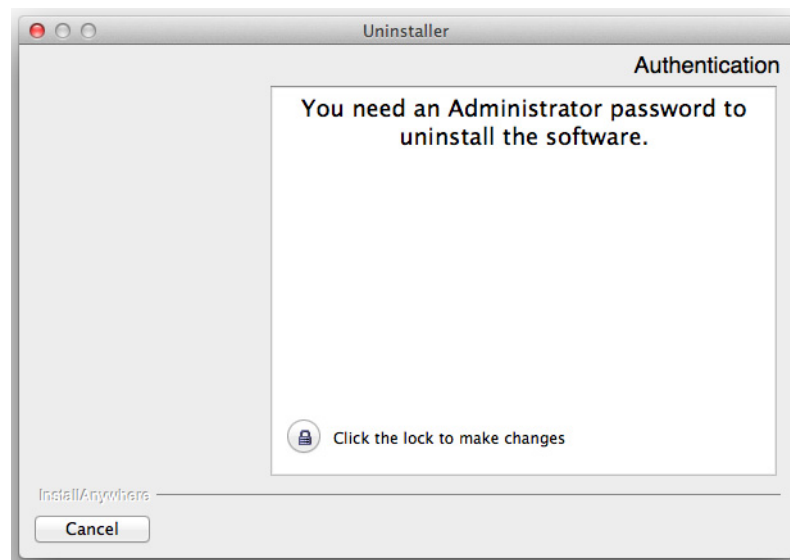 Uninstaller
Authentication
You need an Administrator password to
uninstall the software.
Click the lock to make changes
InstallAnywhere
Cancel